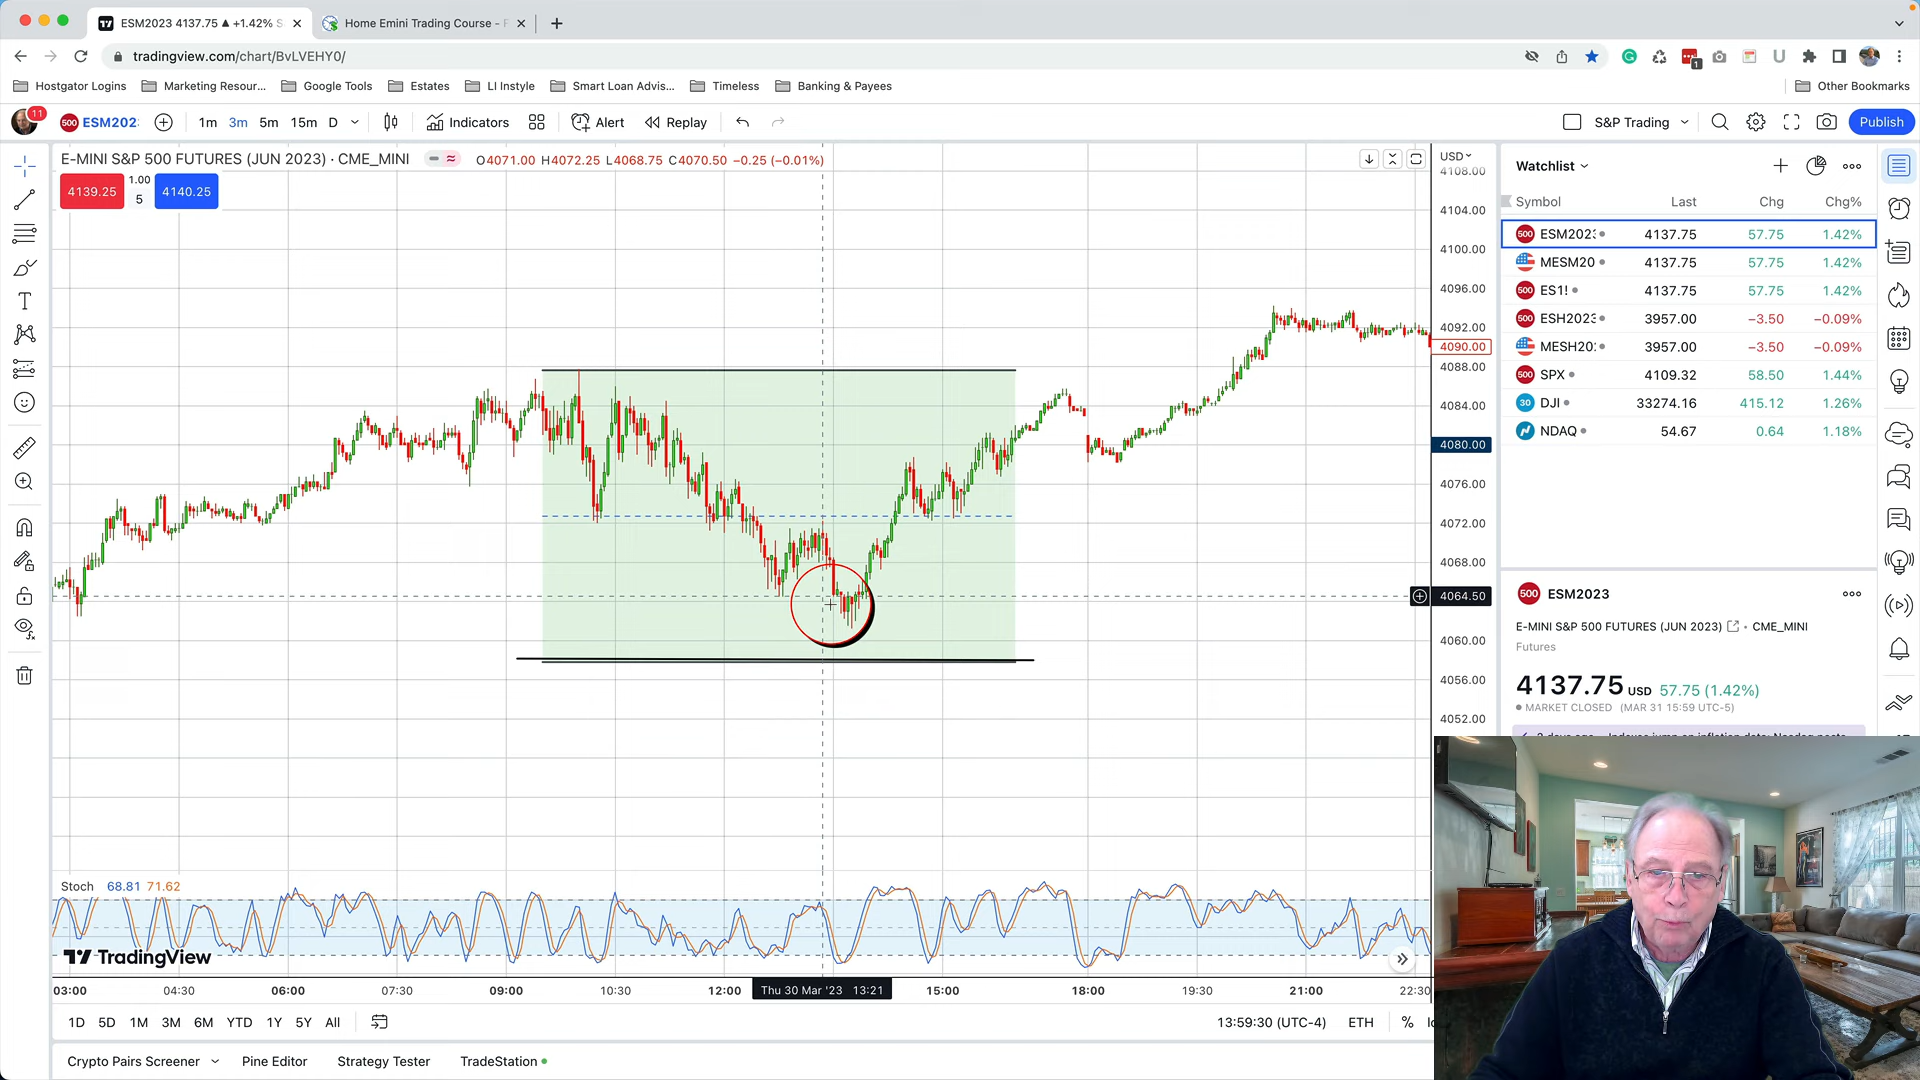 ESM2023 4137.75 ▲ +1.42% S
Home Emini Trading Course - F
tradingview.com/chart/BvLVEHY0/
1
Hostgator Logins
Marketing Resour...
Google Tools
Estates
LI Instyle
Smart Loan Advis...
Timeless
Banking & Payees
Other Bookmarks
11
500 ESM202
1m 3m 5m 15m D
Indicators
Alert
Replay
S&P Trading
Publish
E-MINI S&P 500 FUTURES (JUN 2023) · CME_MINI
O4071.00 H4072.25 L4068.75 C4070.50 −0.25 (−0.01%)
4139.25
1.00
5
4140.25
USD
4108.00
4104.00
4100.00
4096.00
4092.00
4090.00
4088.00
4084.00
4080.00
4076.00
4072.00
4068.00
4064.50
4060.00
4056.00
4052.00
Stoch 68.81 71.62
TradingView
03:00 04:30 06:00 07:30 09:00 10:30 12:00 Thu 30 Mar '23 13:21 15:00 18:00 19:30 21:00 22:30
1D 5D 1M 3M 6M YTD 1Y 5Y All
13:59:30 (UTC-4) ETH %
Crypto Pairs Screener
Pine Editor
Strategy Tester
TradeStation
Watchlist
Symbol Last Chg Chg%
500 ESM2023 4137.75 57.75 1.42%
MESM20 4137.75 57.75 1.42%
500 ES1! 4137.75 57.75 1.42%
500 ESH2023 3957.00 −3.50 −0.09%
MESH20 3957.00 −3.50 −0.09%
500 SPX 4109.32 58.50 1.44%
30 DJI 33274.16 415.12 1.26%
NDAQ 54.67 0.64 1.18%
500 ESM2023
E-MINI S&P 500 FUTURES (JUN 2023) • CME_MINI
Futures
4137.75 USD 57.75 (1.42%)
MARKET CLOSED (MAR 31 15:59 UTC-5)